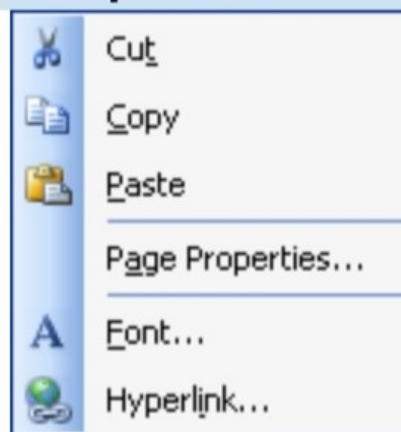 Cut
Copy
Paste
Page Properties...
Font...
Hyperlink...